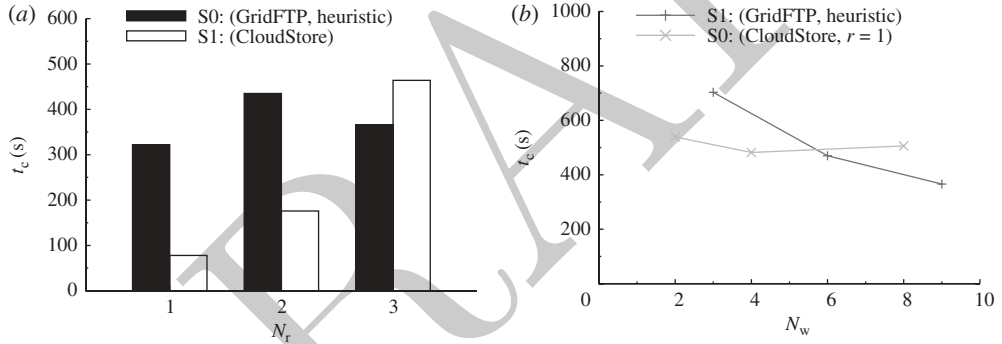 (a)
S0: (GridFTP, heuristic)
S1: (CloudStore)
600
500
400
300
200
100
0
t_c (s)
1
2
3
N_r
(b)
S1: (GridFTP, heuristic)
S0: (CloudStore, r = 1)
1000
800
600
400
200
0
t_c (s)
0
2
4
6
8
10
N_w